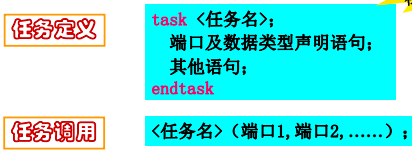 任务定义
task <任务名>;
端口及数据类型声明语句;
其他语句;
endtask
任务调用
<任务名>(端口1,端口2,......);